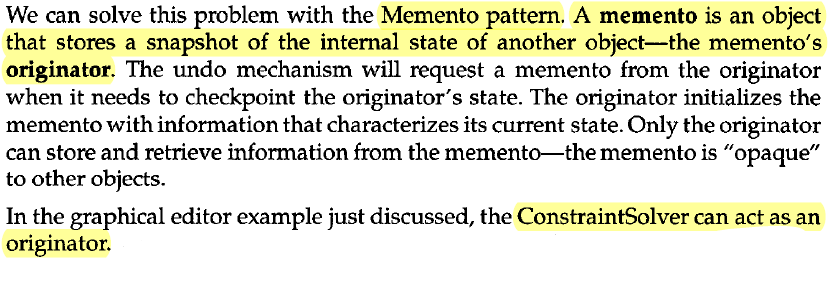 We can solve this problem with the Memento pattern. A memento is an object
that stores a snapshot of the internal state of another object—the memento's
originator. The undo mechanism will request a memento from the originator
when it needs to checkpoint the originator's state. The originator initializes the
memento with information that characterizes its current state. Only the originator
can store and retrieve information from the memento—the memento is "opaque"
to other objects.
In the graphical editor example just discussed, the ConstraintSolver can act as an
originator.